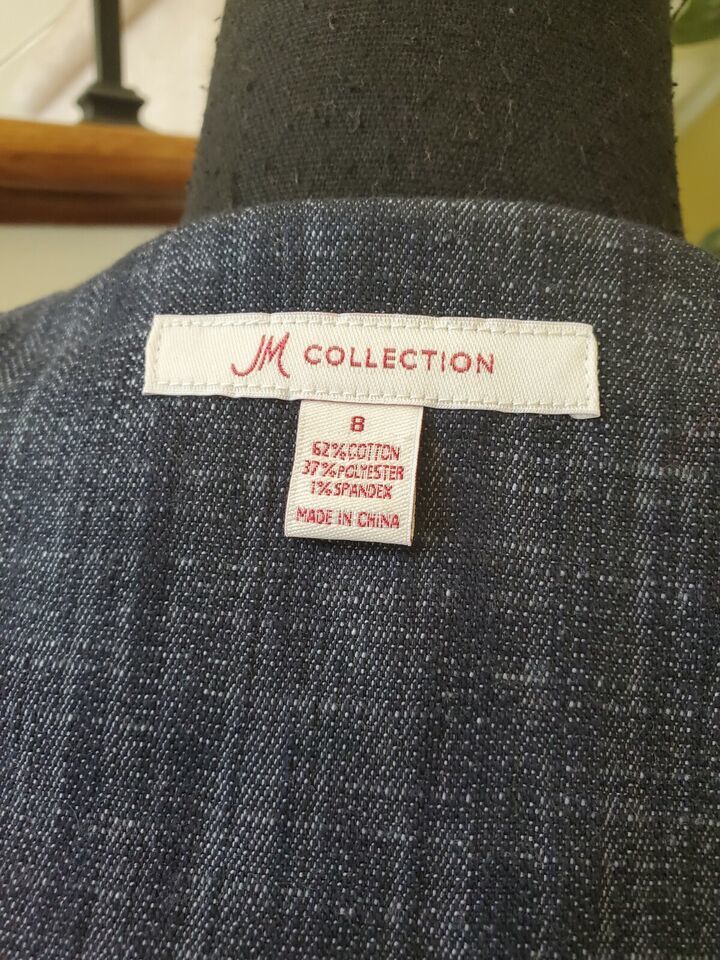 JM COLLECTION
8
62%COTTON
37%POLYESTER
1%SPANDEX
MADE IN CHINA